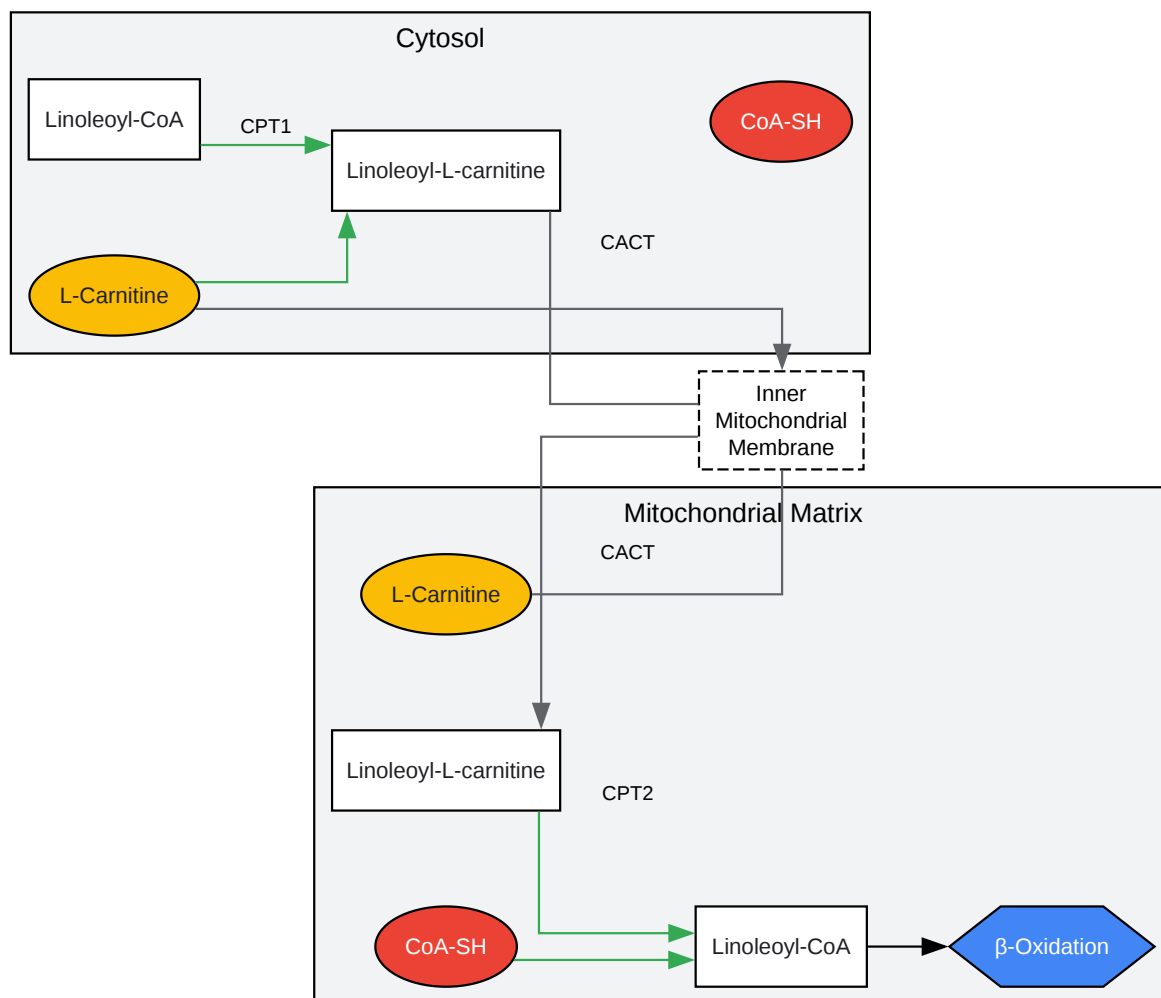 Cytosol
Linoleoyl-CoA
CPT1
CoA-SH
Linoleoyl-L-carnitine
CACT
L-Carnitine
Inner
Mitochondrial
Membrane
Mitochondrial Matrix
CACT
L-Carnitine
Linoleoyl-L-carnitine
CPT2
CoA-SH
Linoleoyl-CoA
β-Oxidation